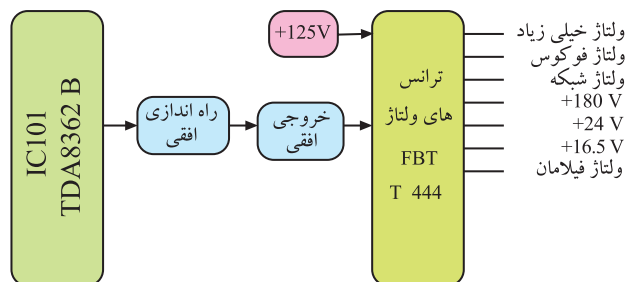 IC101
TDA8362 B
راه اندازی
افقی
خروجی
افقی
+125V
ترانس
های ولتاژ
FBT
T 444
ولتاژ خیلی زیاد
ولتاژ فوکوس
ولتاژ شبکه
+180 V
+24 V
+16.5 V
ولتاژ فیلامان